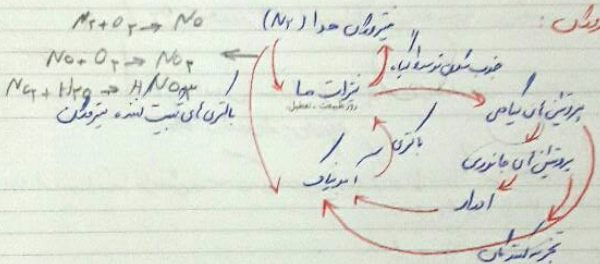 نیتروژن هوا (N₂)
N₂+O₂ → NO
NO+O₂ → NO₂
NO₂+H₂O → HNO₃
باکتری های تثبیت کننده نیتروژن
جذب شدن توسط گیاه
نیترات ها
پروتئین های گیاهی
باکتری
پروتئین های جانوری
آمونیاک
ادرار
تجزیه کنندگان